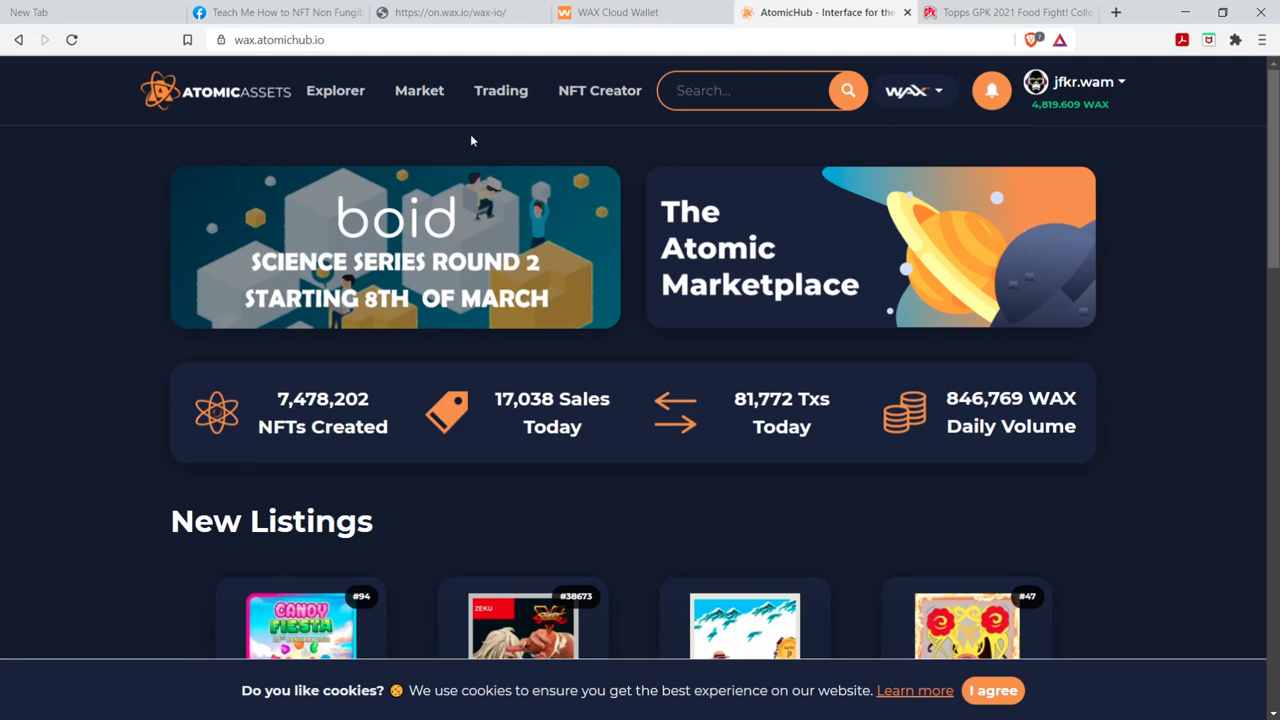 New Tab
Teach Me How to NFT Non Fungib
https://on.wax.io/wax-io/
WAX Cloud Wallet
AtomicHub - Interface for the
Topps GPK 2021 Food Fight! Colle
wax.atomichub.io
7
ATOMICASSETS
Explorer
Market
Trading
NFT Creator
Search...
WAX
jfkr.wam
4,819.609 WAX
boid
SCIENCE SERIES ROUND 2
STARTING 8TH OF MARCH
The
Atomic
Marketplace
7,478,202
NFTs Created
17,038 Sales
Today
81,772 Txs
Today
846,769 WAX
Daily Volume
New Listings
#94
CANDY
FIESTA
#38673
ZEKU
#47
Do you like cookies? We use cookies to ensure you get the best experience on our website. Learn more
I agree